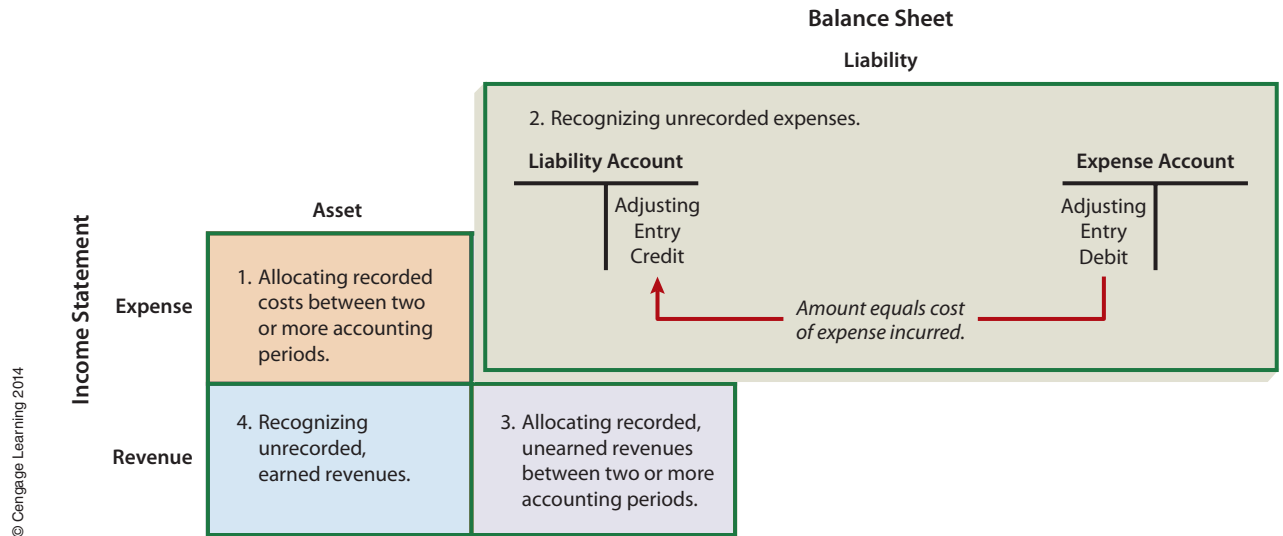 Balance Sheet
Liability
2. Recognizing unrecorded expenses.
Liability Account
Expense Account
Adjusting
Entry
Credit
Adjusting
Entry
Debit
Amount equals cost
of expense incurred.
Asset
Income Statement
Expense
1. Allocating recorded
costs between two
or more accounting
periods.
Revenue
4. Recognizing
unrecorded,
earned revenues.
3. Allocating recorded,
unearned revenues
between two or more
accounting periods.
© Cengage Learning 2014